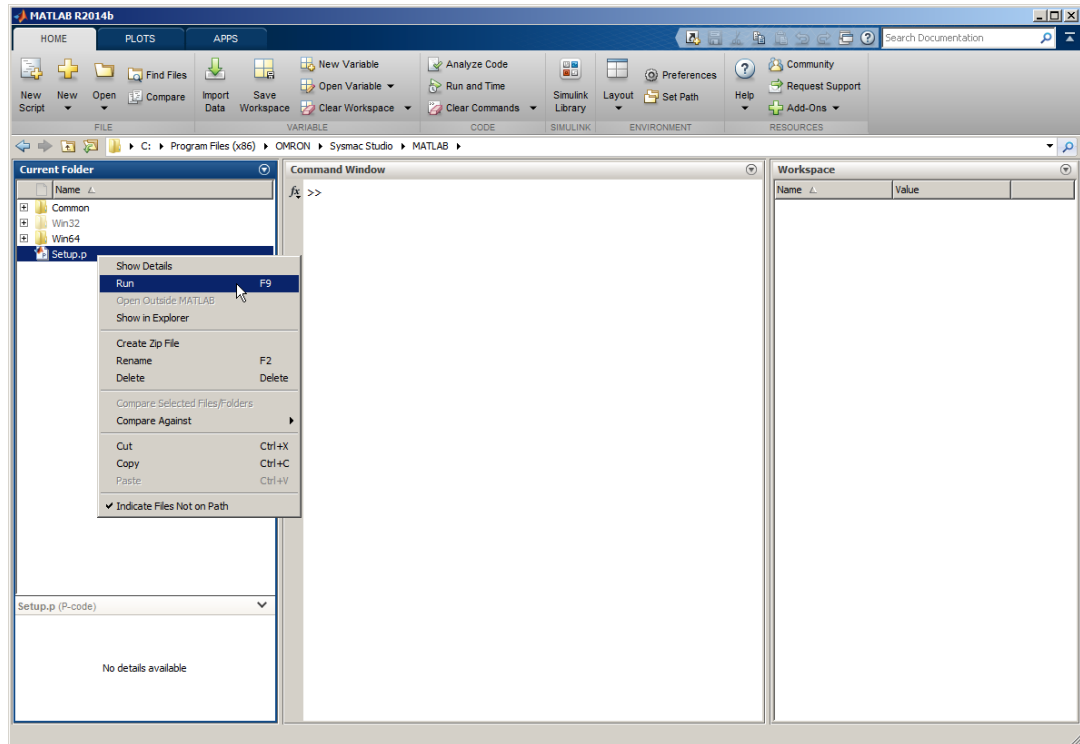 MATLAB R2014b
HOME PLOTS APPS
Search Documentation
New Script
New
Open
Find Files
Compare
Import Data
Save Workspace
New Variable
Open Variable
Clear Workspace
Analyze Code
Run and Time
Clear Commands
Simulink Library
Layout
Preferences
Set Path
Help
Community
Request Support
Add-Ons
FILE VARIABLE CODE SIMULINK ENVIRONMENT RESOURCES
C: Program Files (x86) OMRON Sysmac Studio MATLAB
Current Folder
Name
Common
Win32
Win64
Setup.p
Show Details
Run F9
Open Outside MATLAB
Show in Explorer
Create Zip File
Rename F2
Delete Delete
Compare Selected Files/Folders
Compare Against
Cut Ctrl+X
Copy Ctrl+C
Paste Ctrl+V
Indicate Files Not on Path
Setup.p (P-code)
No details available
Command Window
fx >>
Workspace
Name Value